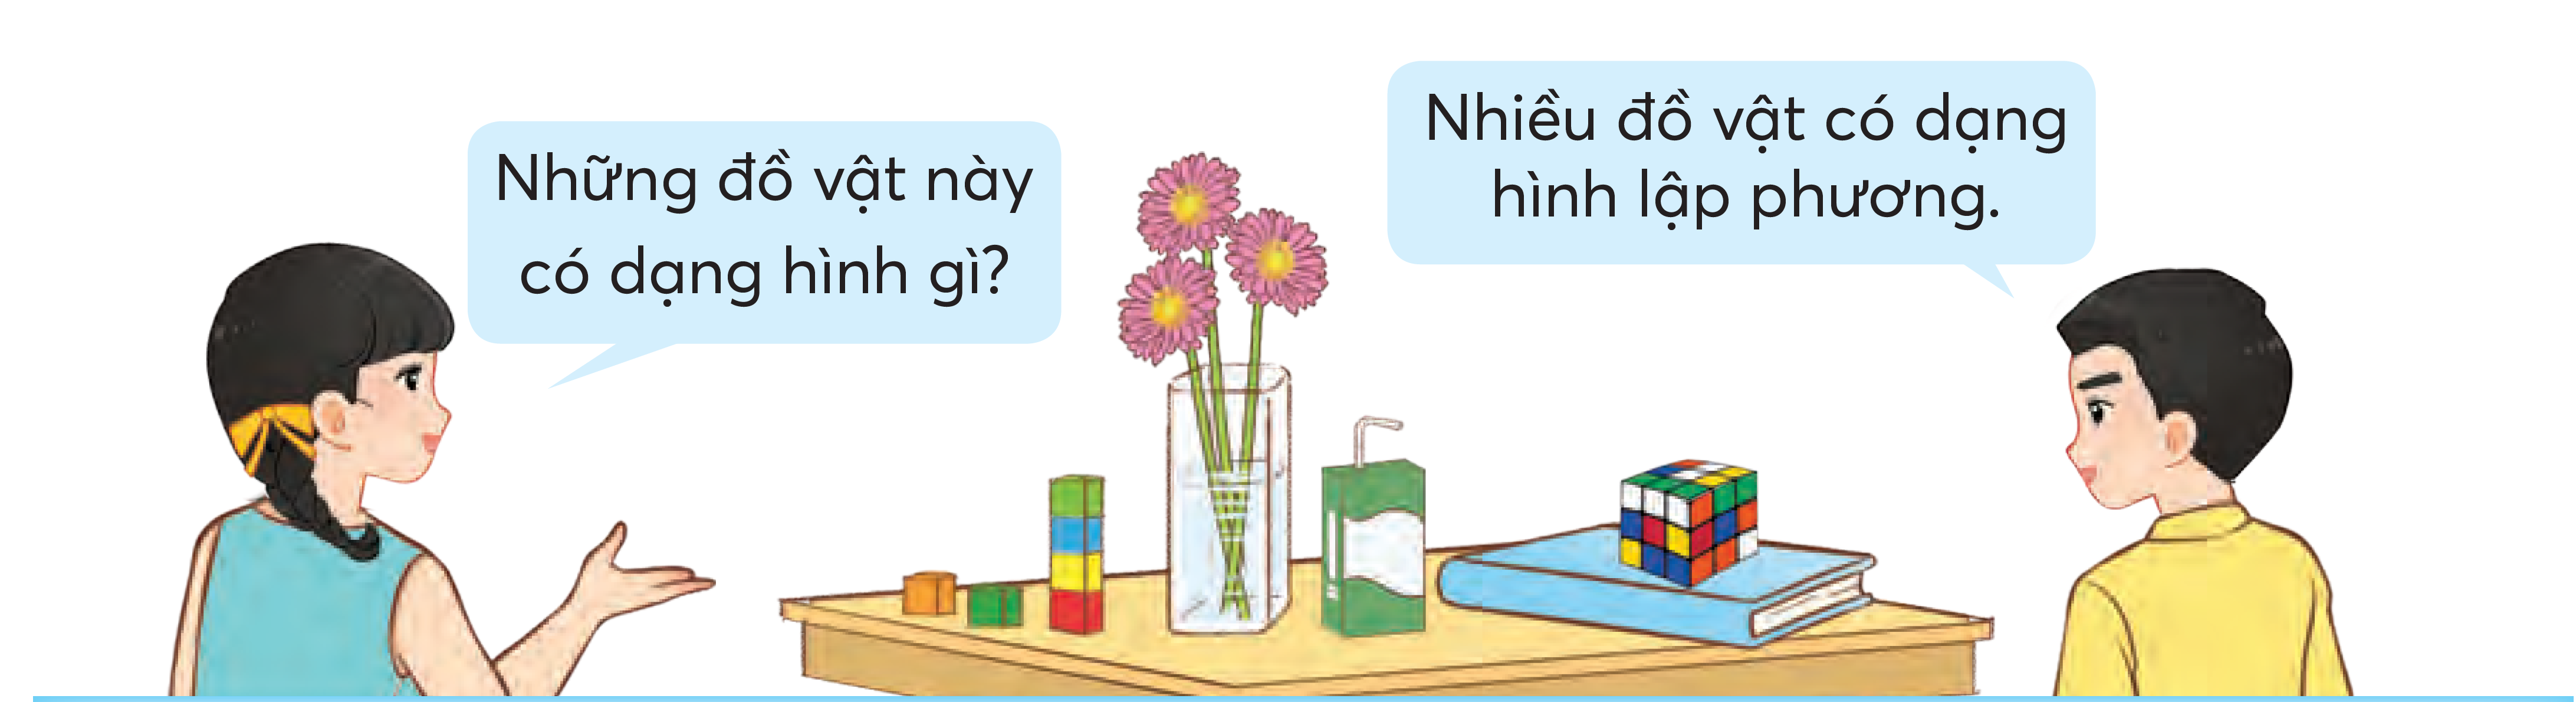 Những đồ vật này
có dạng hình gì?
Nhiều đồ vật có dạng
hình lập phương.